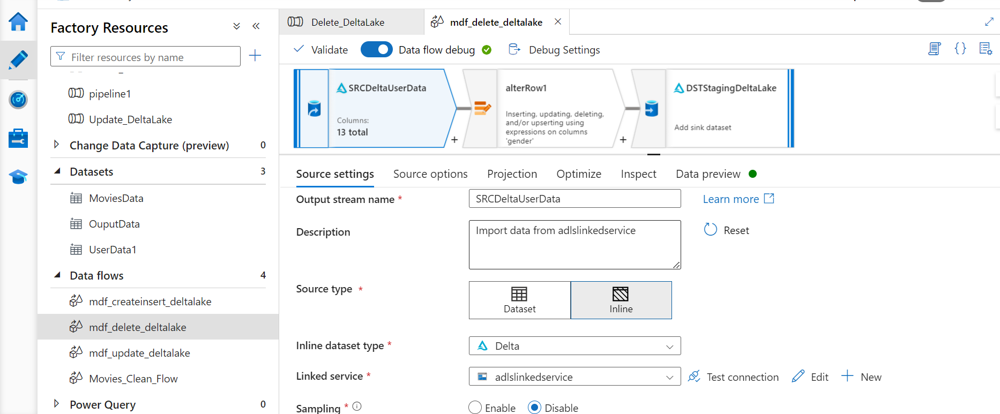 Factory Resources
Filter resources by name
pipeline1
Update_DeltaLake
Change Data Capture (preview) 0
Datasets 3
MoviesData
OuputData
UserData1
Data flows 4
mdf_createinsert_deltalake
mdf_delete_deltalake
mdf_update_deltalake
Movies_Clean_Flow
Power Query 0
Delete_DeltaLake
mdf_delete_deltalake
Validate
Data flow debug
Debug Settings
SRCDeltaUserData
Columns:
13 total
+
alterRow1
Inserting, updating, deleting,
and/or upserting using
expressions on columns
'gender'
+
DSTStagingDeltaLake
Add sink dataset
Source settings
Source options
Projection
Optimize
Inspect
Data preview
Output stream name *
SRCDeltaUserData
Learn more
Description
Import data from adlslinkedservice
Reset
Source type *
Dataset
Inline
Inline dataset type *
Delta
Linked service *
adlslinkedservice
Test connection
Edit
New
Sampling *
Enable
Disable